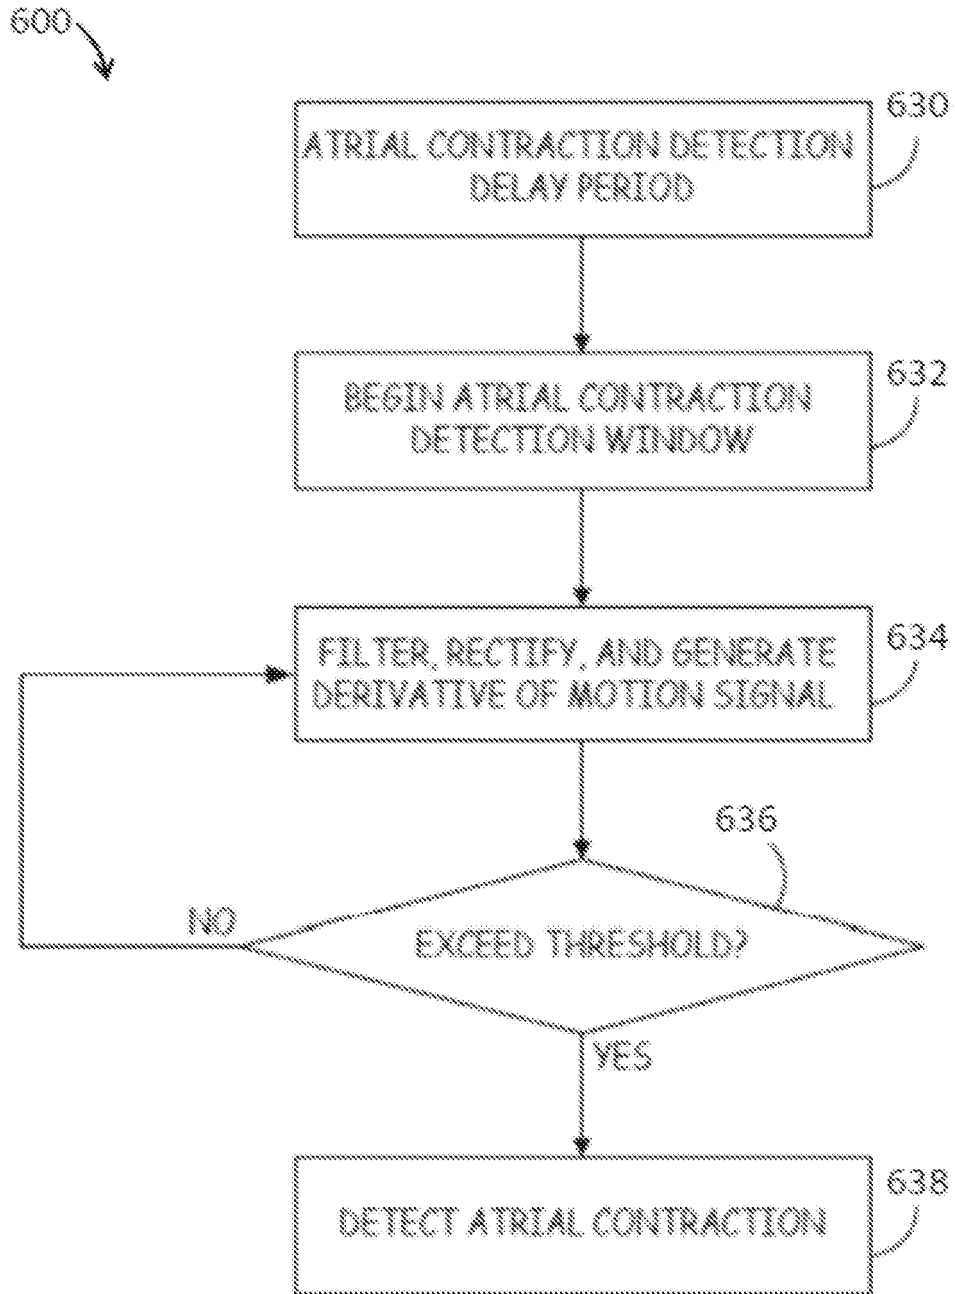 600
630
ATRIAL CONTRACTION DETECTION
DELAY PERIOD
632
BEGIN ATRIAL CONTRACTION
DETECTION WINDOW
634
FILTER, RECTIFY, AND GENERATE
DERIVATIVE OF MOTION SIGNAL
636
NO
EXCEED THRESHOLD?
YES
638
DETECT ATRIAL CONTRACTION